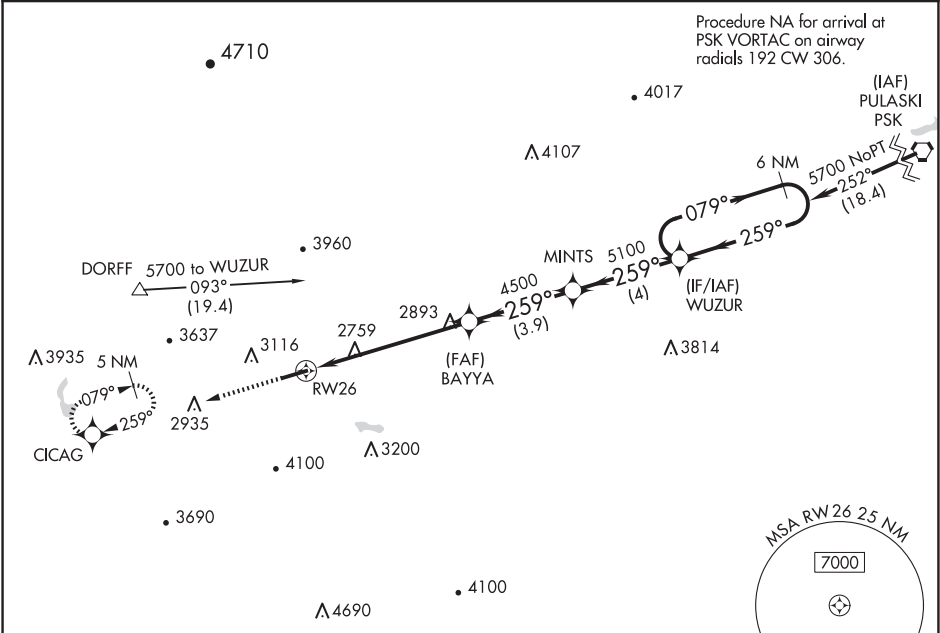 Procedure NA for arrival at
PSK VORTAC on airway
radials 192 CW 306.
4710
4017
(IAF)
PULASKI
PSK
4107
6 NM
5700 NoPT
252°
(18.4)
079°
259°
3960
MINTS
5100
259°
(4)
(IF/IAF)
WUZUR
DORFF
5700 to WUZUR
093°
(19.4)
4500
259°
(3.9)
2893
3637
2759
3116
(FAF)
BAYYA
3814
3935
5 NM
RW26
079°
259°
2935
CICAG
3200
4100
3690
MSA RW 26 25 NM
7000
4100
4690